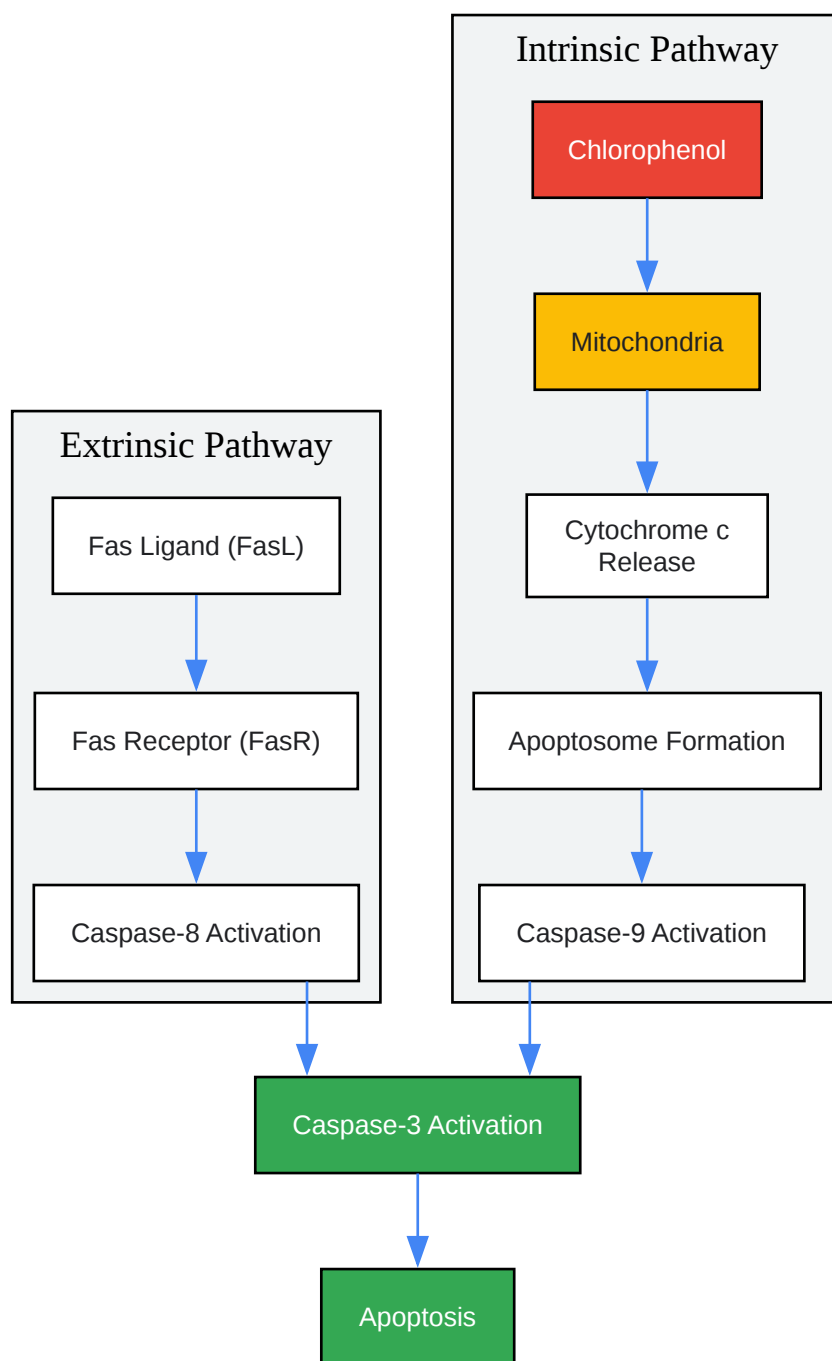 Intrinsic Pathway
Chlorophenol
Mitochondria
Cytochrome c
Release
Apoptosome Formation
Caspase-9 Activation
Extrinsic Pathway
Fas Ligand (FasL)
Fas Receptor (FasR)
Caspase-8 Activation
Caspase-3 Activation
Apoptosis